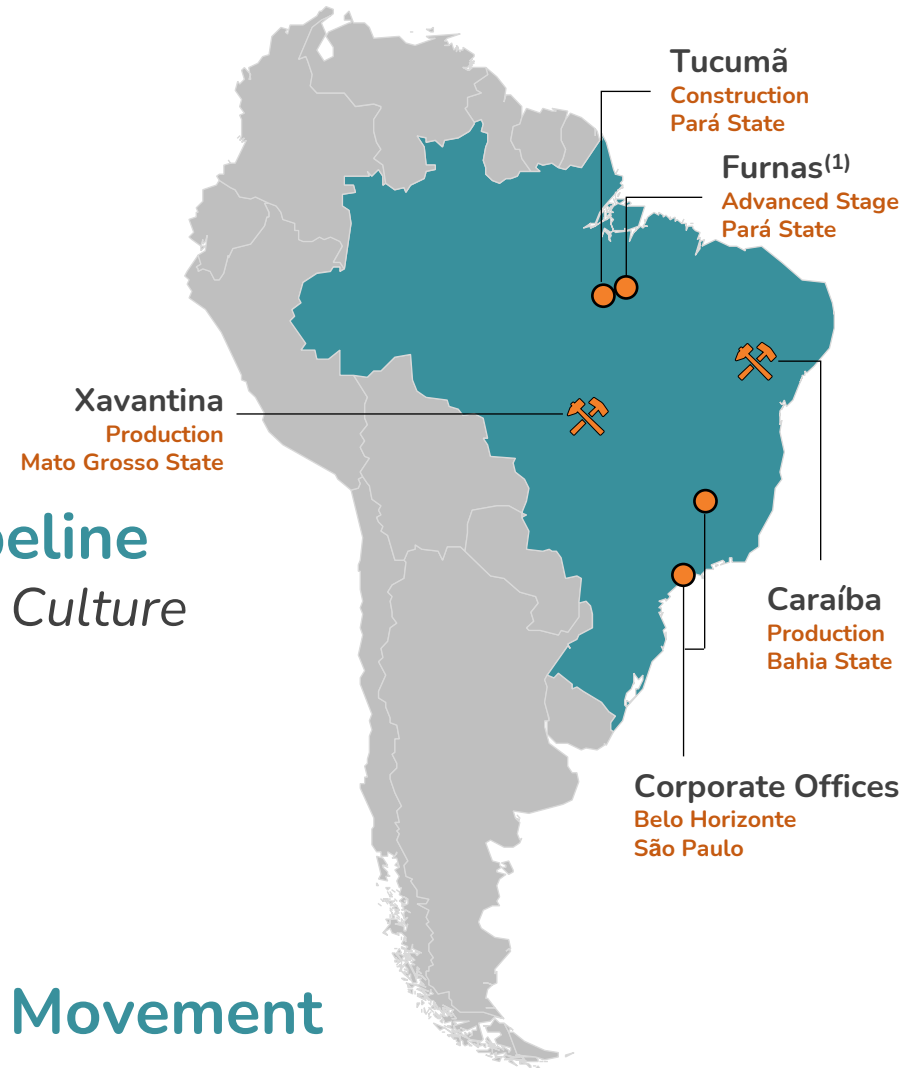 Tucumã
Construction
Pará State
Furnas(1)
Advanced Stage
Pará State
Xavantina
Production
Mato Grosso State
peline
Culture
Caraíba
Production
Bahia State
Corporate Offices
Belo Horizonte
São Paulo
Movement